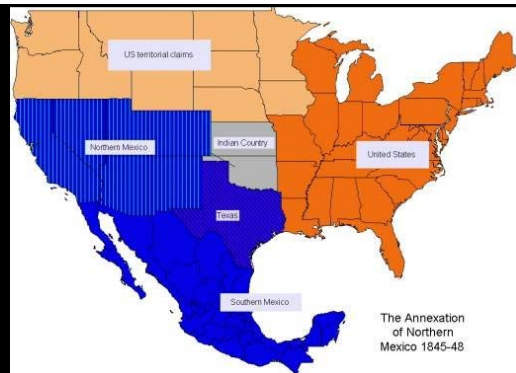 US territorial claims
Northern Mexico
Indian Country
United States
Texas
Southern Mexico
The Annexation
of Northern
Mexico 1845-48